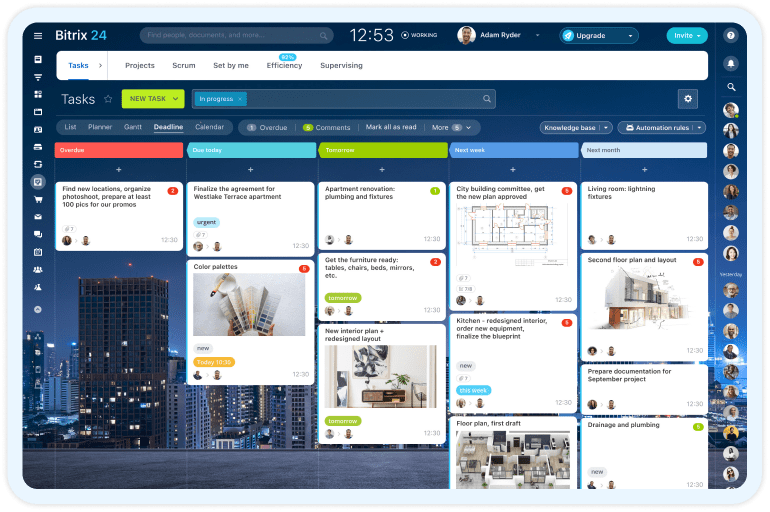 Bitrix 24
Find people, documents, and more...
12:53
WORKING
Adam Ryder
Upgrade
Invite
Tasks
Projects
Scrum
Set by me
92%
Efficiency
Supervising
Tasks
NEW TASK
In progress
List
Planner
Gantt
Deadline
Calendar
1 Overdue
5 Comments
Mark all as read
More 5
Knowledge base
Automation rules
Overdue
Due today
Tomorrow
Next week
Next month
Find new locations, organize
photoshoot, prepare at least
100 pics for our promos
2
7
12:30
Finalize the agreement for
Westlake Terrace apartment
urgent
7
12:30
Color palettes
5
new
Today 12:30
12:30
Apartment renovation:
plumbing and fixtures
1
12:30
Get the furniture ready:
tables, chairs, beds, mirrors,
etc.
2
tomorrow
12:30
New interior plan +
redesigned layout
tomorrow
12:30
City building committee, get
the new plan approved
5
7
12:30
Kitchen - redesigned interior,
order new equipment,
finalize the blueprint
new
7
this week
12:30
Floor plan, first draft
Living room: lightning
fixtures
12:30
Second floor plan and layout
5
12:30
Prepare documentation for
September project
12:30
Drainage and plumbing
5
new
12:30
Yesterday